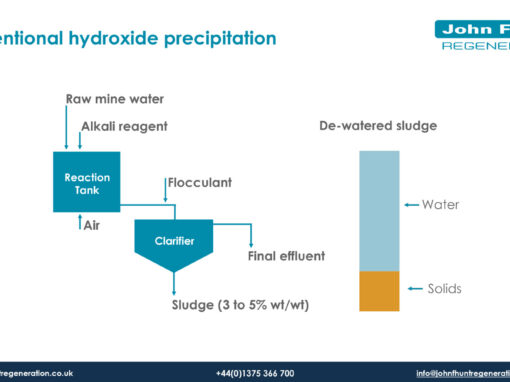 entional hydroxide precipitation
John F
REGENE
Raw mine water
Alkali reagent
De-watered sludge
Reaction
Tank
Flocculant
Water
Air
Clarifier
Final effluent
Solids
Sludge (3 to 5% wt/wt)
regeneration.co.uk
+44(0)1375 366 700
info@johnfhuntregenerati